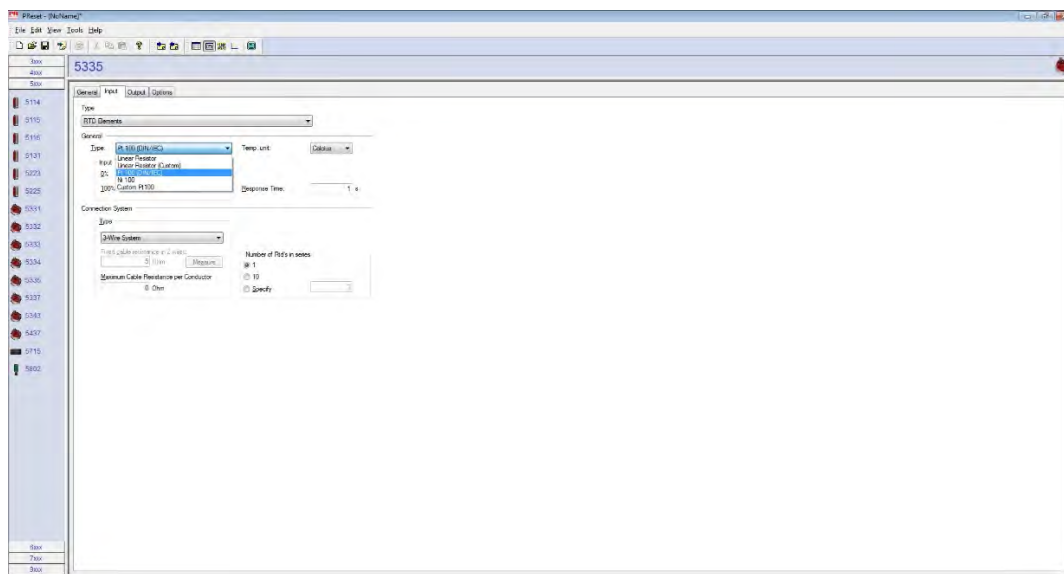 PReset - [NoName]*
File Edit View Tools Help
3xxx
4xxx
5xxx
5335
5114
5115
5116
5131
5223
5225
5331
5332
5333
5334
5335
5337
5343
5437
5715
5802
General Input Output Options
Type
RTD Elements
General
Type Pt 100 (DIN/IEC) Temp. unit Celsius
Linear Resistor
Input Linear Resistor (Custom)
0% Pt 100 (DIN/IEC)
Ni 100
100% Custom Pt100 Response Time: 1 s
Connection System
Type
3-Wire System
Ohm Measure
Number of Rtd's in series
1
Maximum Cable Resistance per Conductor
10
0 Ohm
Specify
6xxx
7xxx
9xxx